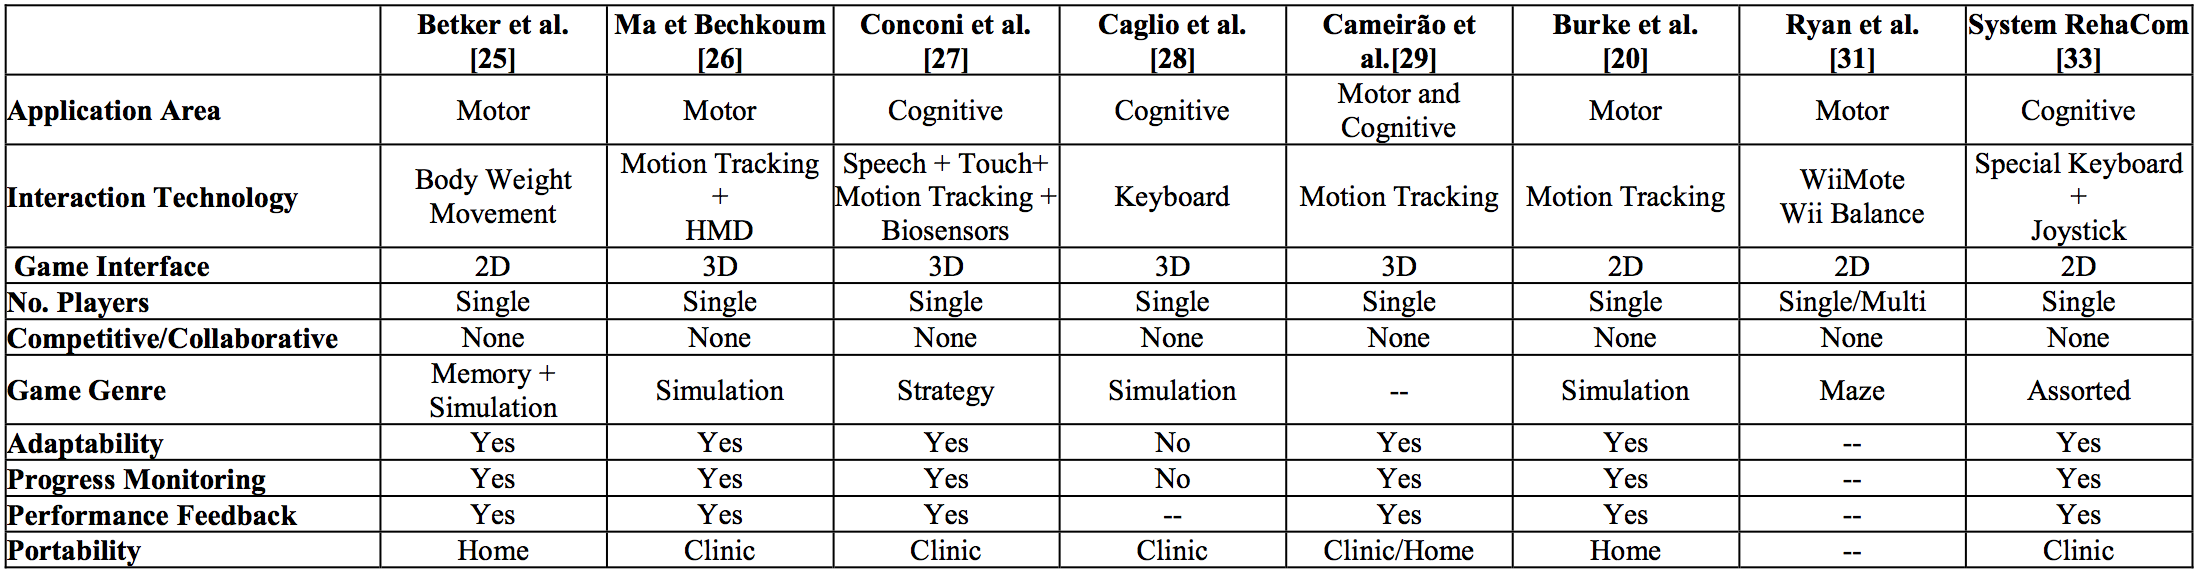 Betker et al. [25] Ma et Bechkoum [26] Conconi et al. [27] Caglio et al. [28] Cameirão et al.[29] Burke et al. [20] Ryan et al. [31] System RehaCom [33]
Application Area Motor Motor Cognitive Cognitive Motor and Cognitive Motor Motor Cognitive
Interaction Technology Body Weight Movement Motion Tracking + HMD Speech + Touch+ Motion Tracking + Biosensors Keyboard Motion Tracking Motion Tracking WiiMote Wii Balance Special Keyboard + Joystick
Game Interface 2D 3D 3D 3D 3D 2D 2D 2D
No. Players Single Single Single Single Single Single Single/Multi Single
Competitive/Collaborative None None None None None None None None
Game Genre Memory + Simulation Simulation Strategy Simulation -- Simulation Maze Assorted
Adaptability Yes Yes Yes No Yes Yes -- Yes
Progress Monitoring Yes Yes Yes No Yes Yes -- Yes
Performance Feedback Yes Yes Yes -- Yes Yes -- Yes
Portability Home Clinic Clinic Clinic Clinic/Home Home -- Clinic